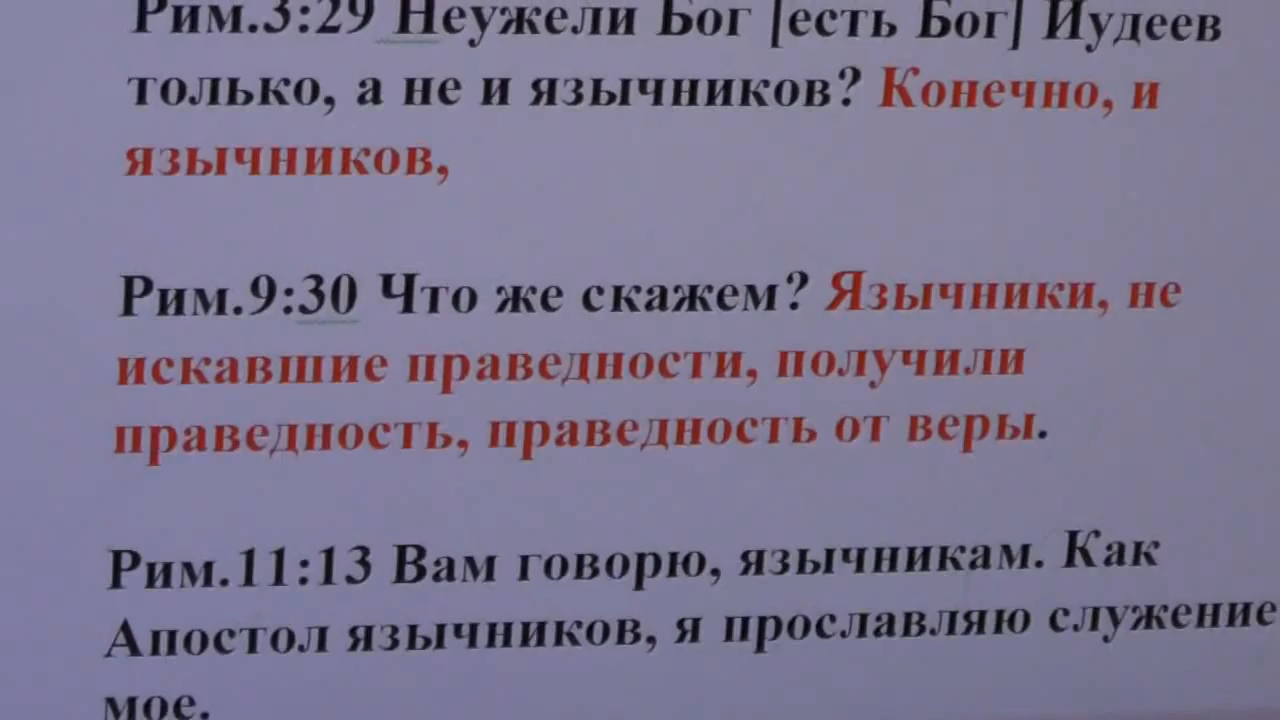 Рим.3:29 Неужели Бог [есть Бог] Иудеев
только, а не и язычников? Конечно, и
язычников,
Рим.9:30 Что же скажем? Язычники, не
искавшие праведности, получили
праведность, праведность от веры.
Рим.11:13 Вам говорю, язычникам. Как
Апостол язычников, я прославляю служение
мое.